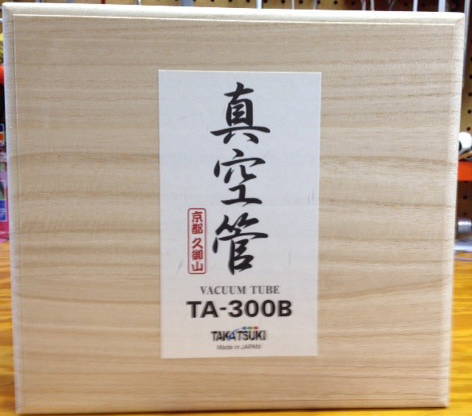 真空管
京都 久御山
VACUUM TUBE
TA-300B
TAKATSUKI
Made in JAPAN